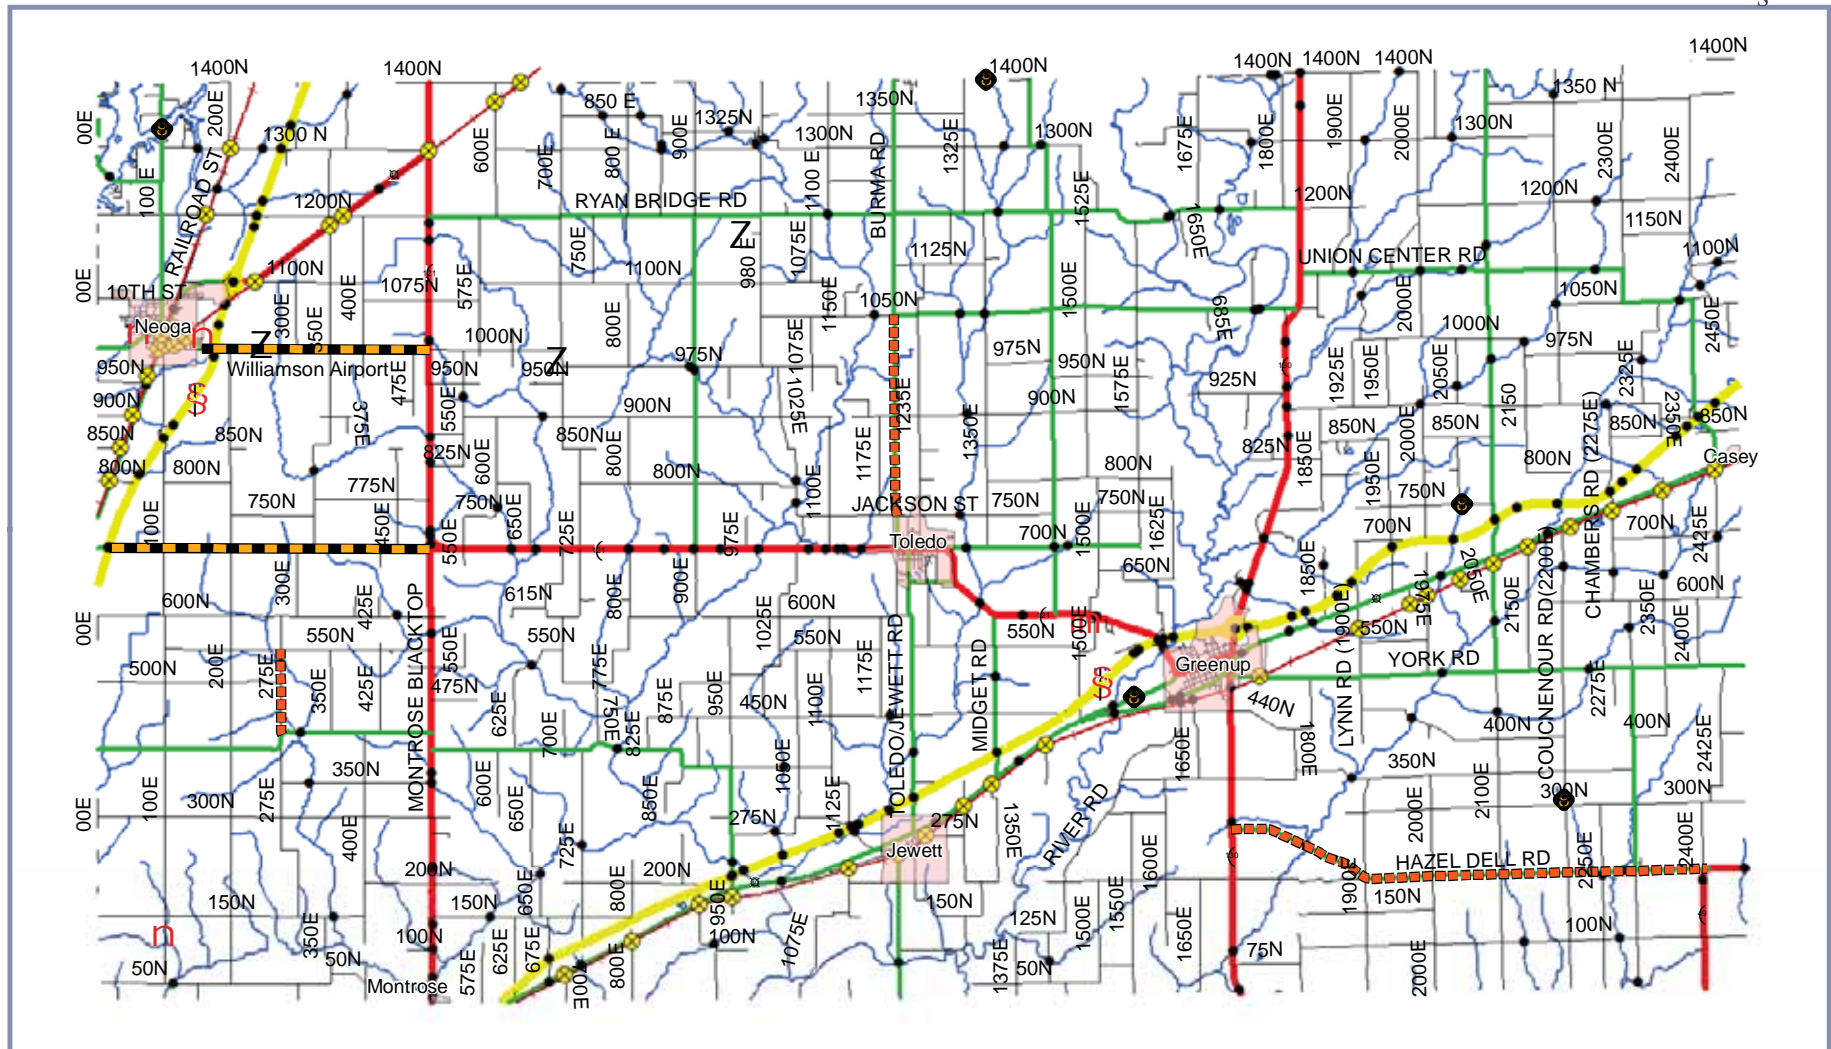 S
1400N
1400N
1400N
1400N
1400N
1400N
1400N
00E
200E
850 E
1350N
1350 N
1300 N
600E
700E
800 E
900E
1325N
1300N
BURMA RD
1325E
1300N
1675E
1800E
1900E
2000E
1300N
2300E
2400E
100 E
RAILROAD ST
1200N
RYAN BRIDGE RD
1100 E
1525E
1650E
1200N
1200N
1150N
00E
10TH ST
1100N
300E
350E
400E
1075N
575E
750E
1100N
980 E
1075E
1150E
1125N
1050N
1500E
685E
UNION CENTER RD
2000E
1050N
1100N
2450E
Neoga
n
n
Z
Z
Z
1000N
800E
975N
1075E
975N
950N
1000N
975N
950N
Williamson Airport
950N
950N
475E
550E
1025E
1235E
1575E
925N
1925E
1950E
2050E
2150
2325E
900N
S
375E
900N
1350E
900N
850N
850N
850N
825N
850N
1175E
825N
1850E
850N
2000E
850N
CHAMBERS RD (2275E)
850N
2350E
850N
Casey
800N
800N
600E
800E
800N
1100E
800N
1950E
800N
750N
775N
750N
JACKSON ST
750N
750N
750N
100E
450E
550E
650E
725E
975E
Toledo
700N
1500E
1625E
700N
700N
2425E
600N
300E
425E
615N
800E
900E
1025E
600N
650N
1850E
1975E
2050E
2150E
COUCNENOUR RD(2200E)
2350E
600N
00E
550N
MONTROSE BLACKTOP
550E
550N
550N
TOLEDO/JEWETT RD
550N
1500E
n
550N
LYNN RD (1900E)
YORK RD
2400E
500N
200E
275E
350E
425E
475N
775E
1175E
MIDGET RD
S
Greenup
2275E
625E
700E
750E
825E
875E
950E
450N
1100E
440N
400N
400N
2425E
00E
100E
300N
275E
350N
400E
600E
650E
850E
1050E
1125E
1350E
RIVER RD
1650E
1800E
350N
2000E
2100E
300N
300N
275N
275N
Jewett
725E
200N
200N
1600E
HAZEL DELL RD
2250E
2400E
150N
350E
150N
650E
800E
950E
150N
125N
1500E
1550E
1900E
150N
n
100N
625E
675E
100N
1075E
1650E
75N
100N
50N
50N
Montrose
575E
700E
800E
1375E
50N
2000E